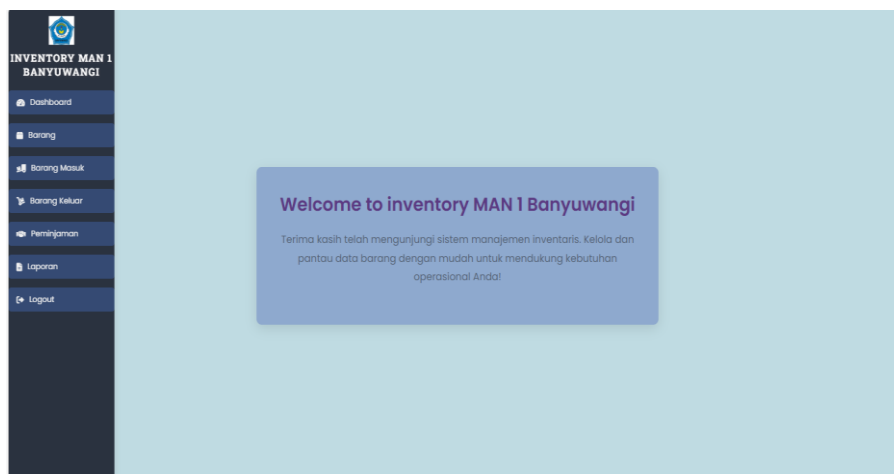 INVENTORY MAN 1
BANYUWANGI
Dashboard
Barang
Barang Masuk
Barang Keluar
Peminjaman
Laporan
Logout
Welcome to inventory MAN 1 Banyuwangi
Terima kasih telah mengunjungi sistem manajemen inventaris. Kelola dan
pantau data barang dengan mudah untuk mendukung kebutuhan
operasional Anda!